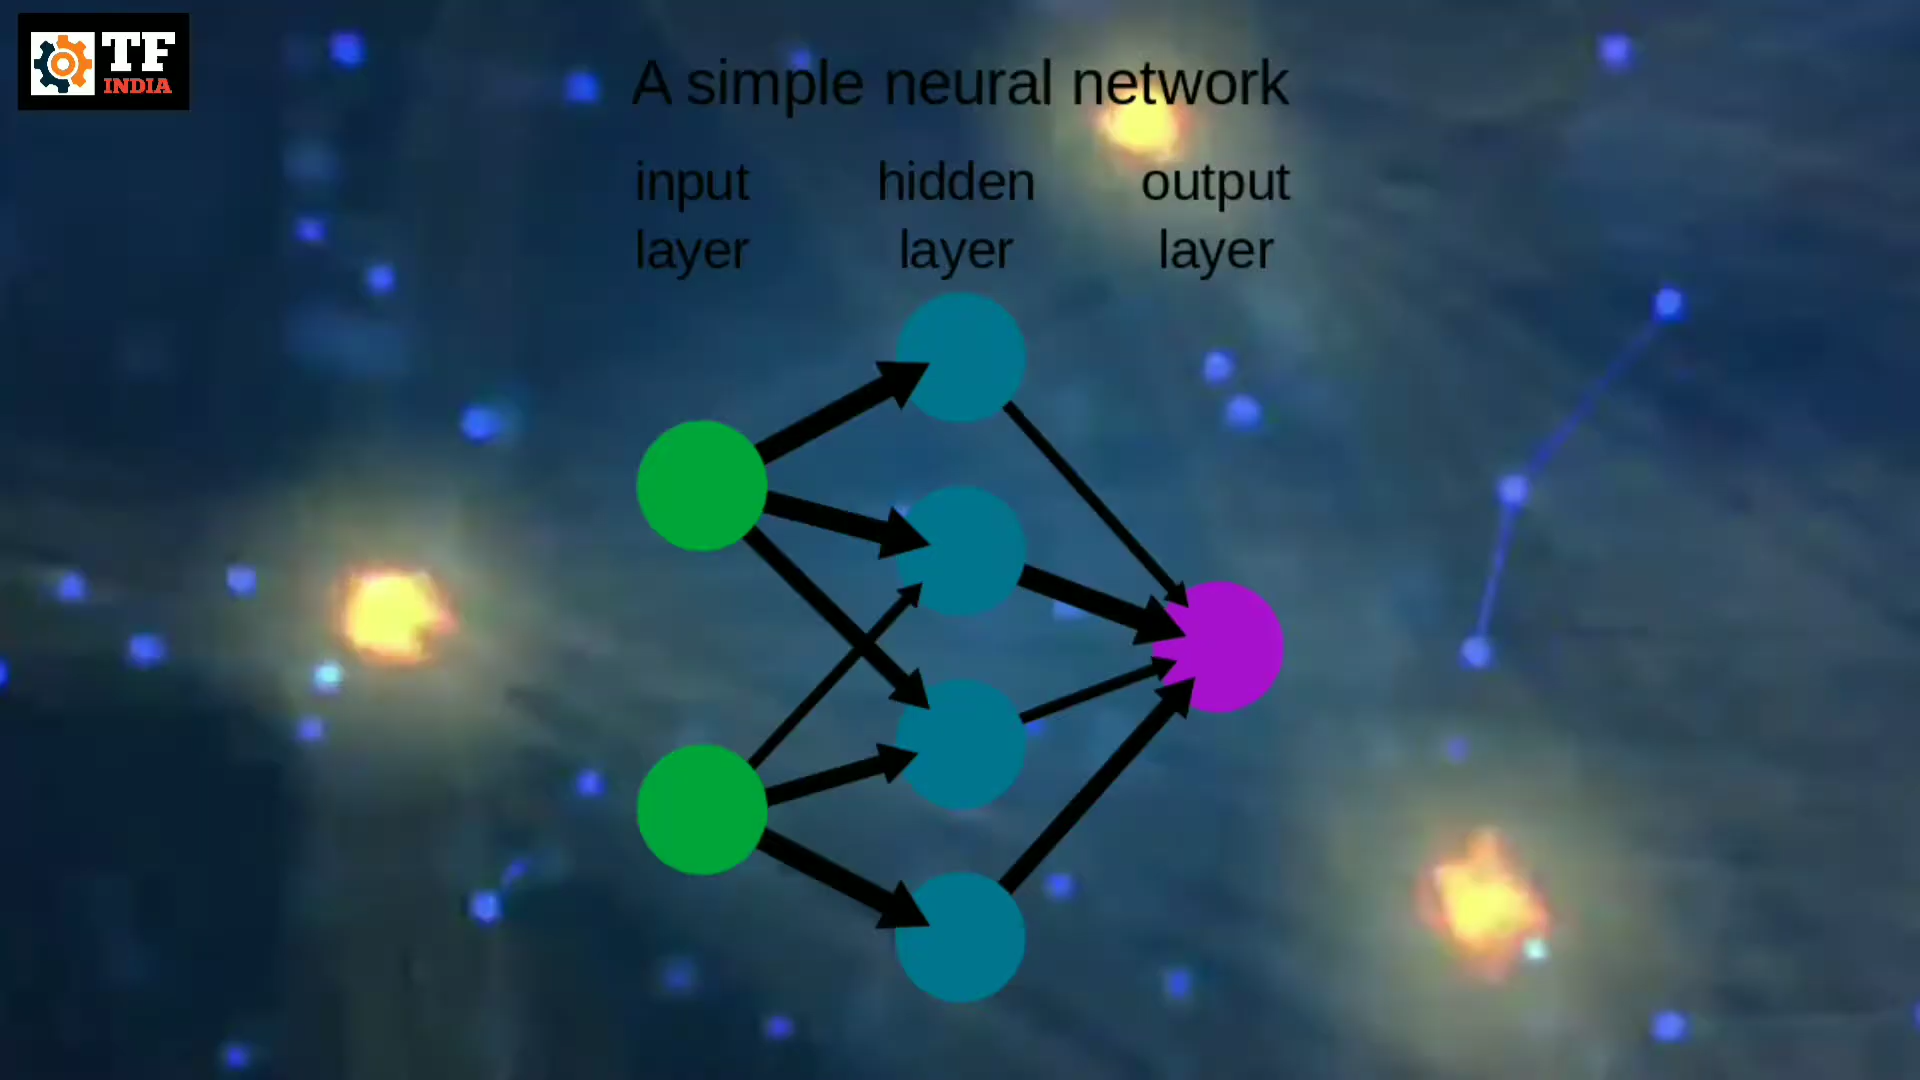 TF
INDIA
A simple neural network
input hidden output
layer layer layer